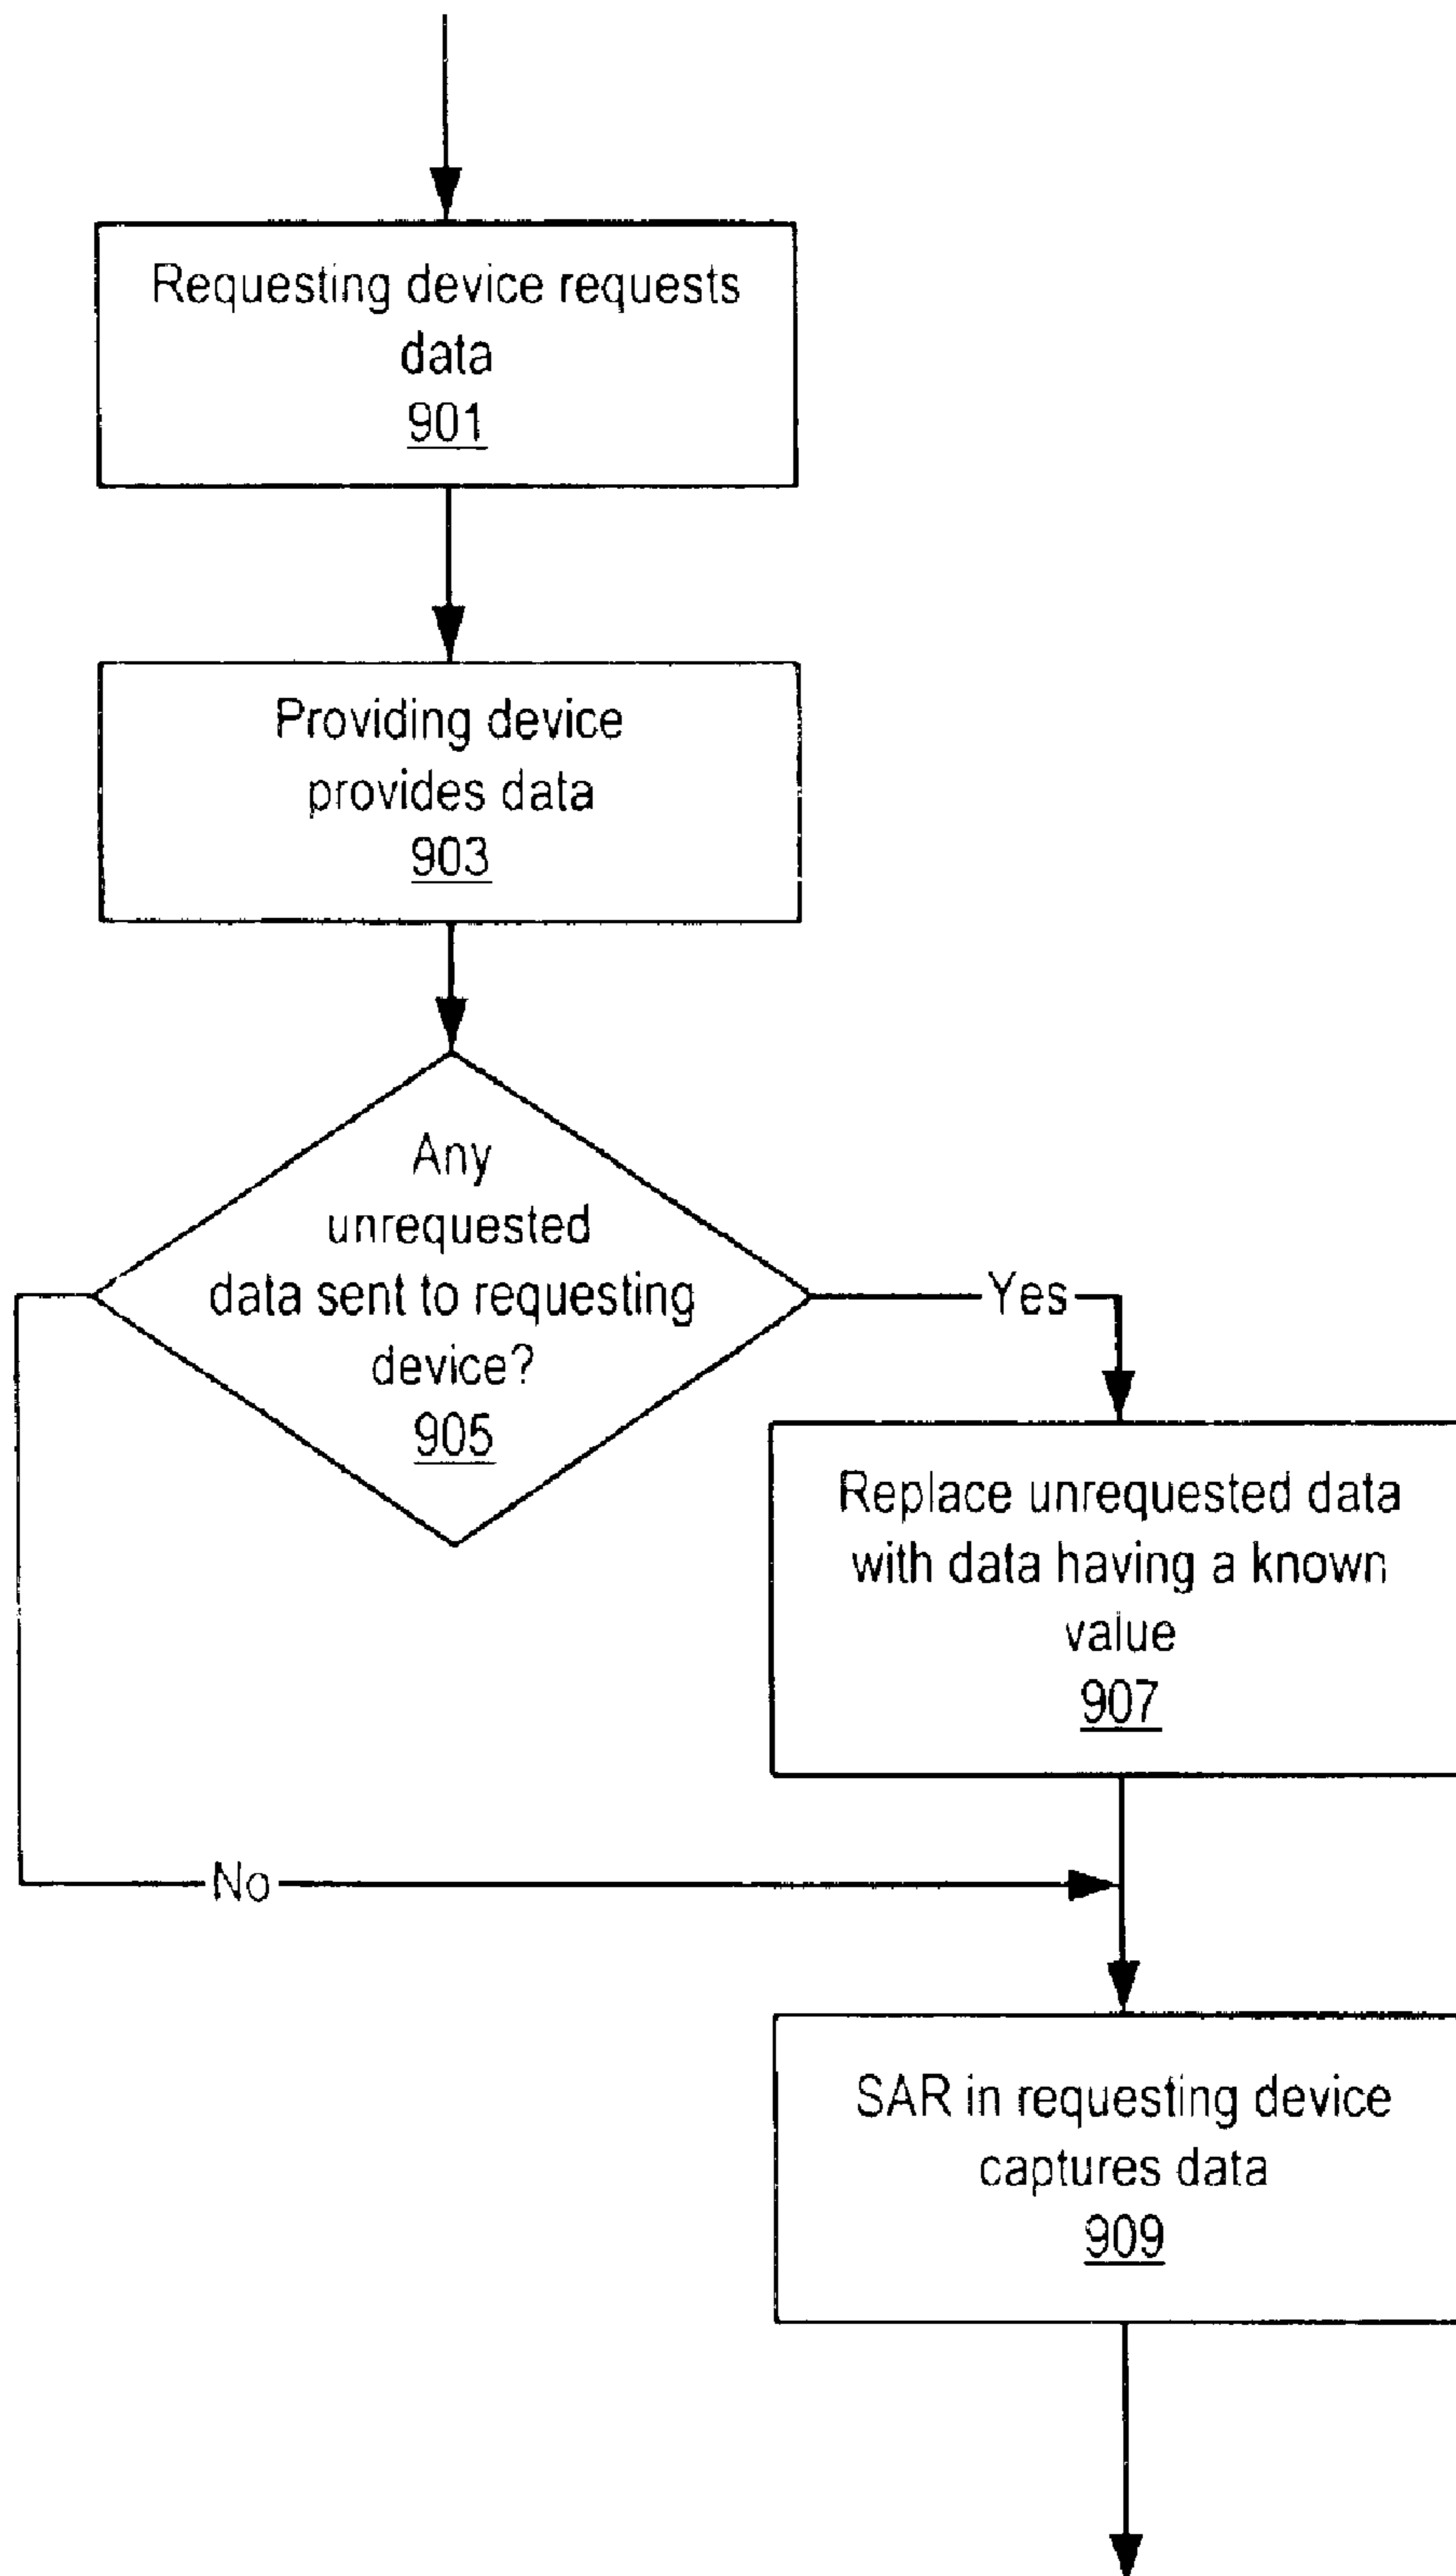 Requesting device requests
data
901
Providing device
provides data
903
Any
unrequested
data sent to requesting
device?
905
Yes
Replace unrequested data
with data having a known
value
907
No
SAR in requesting device
captures data
909